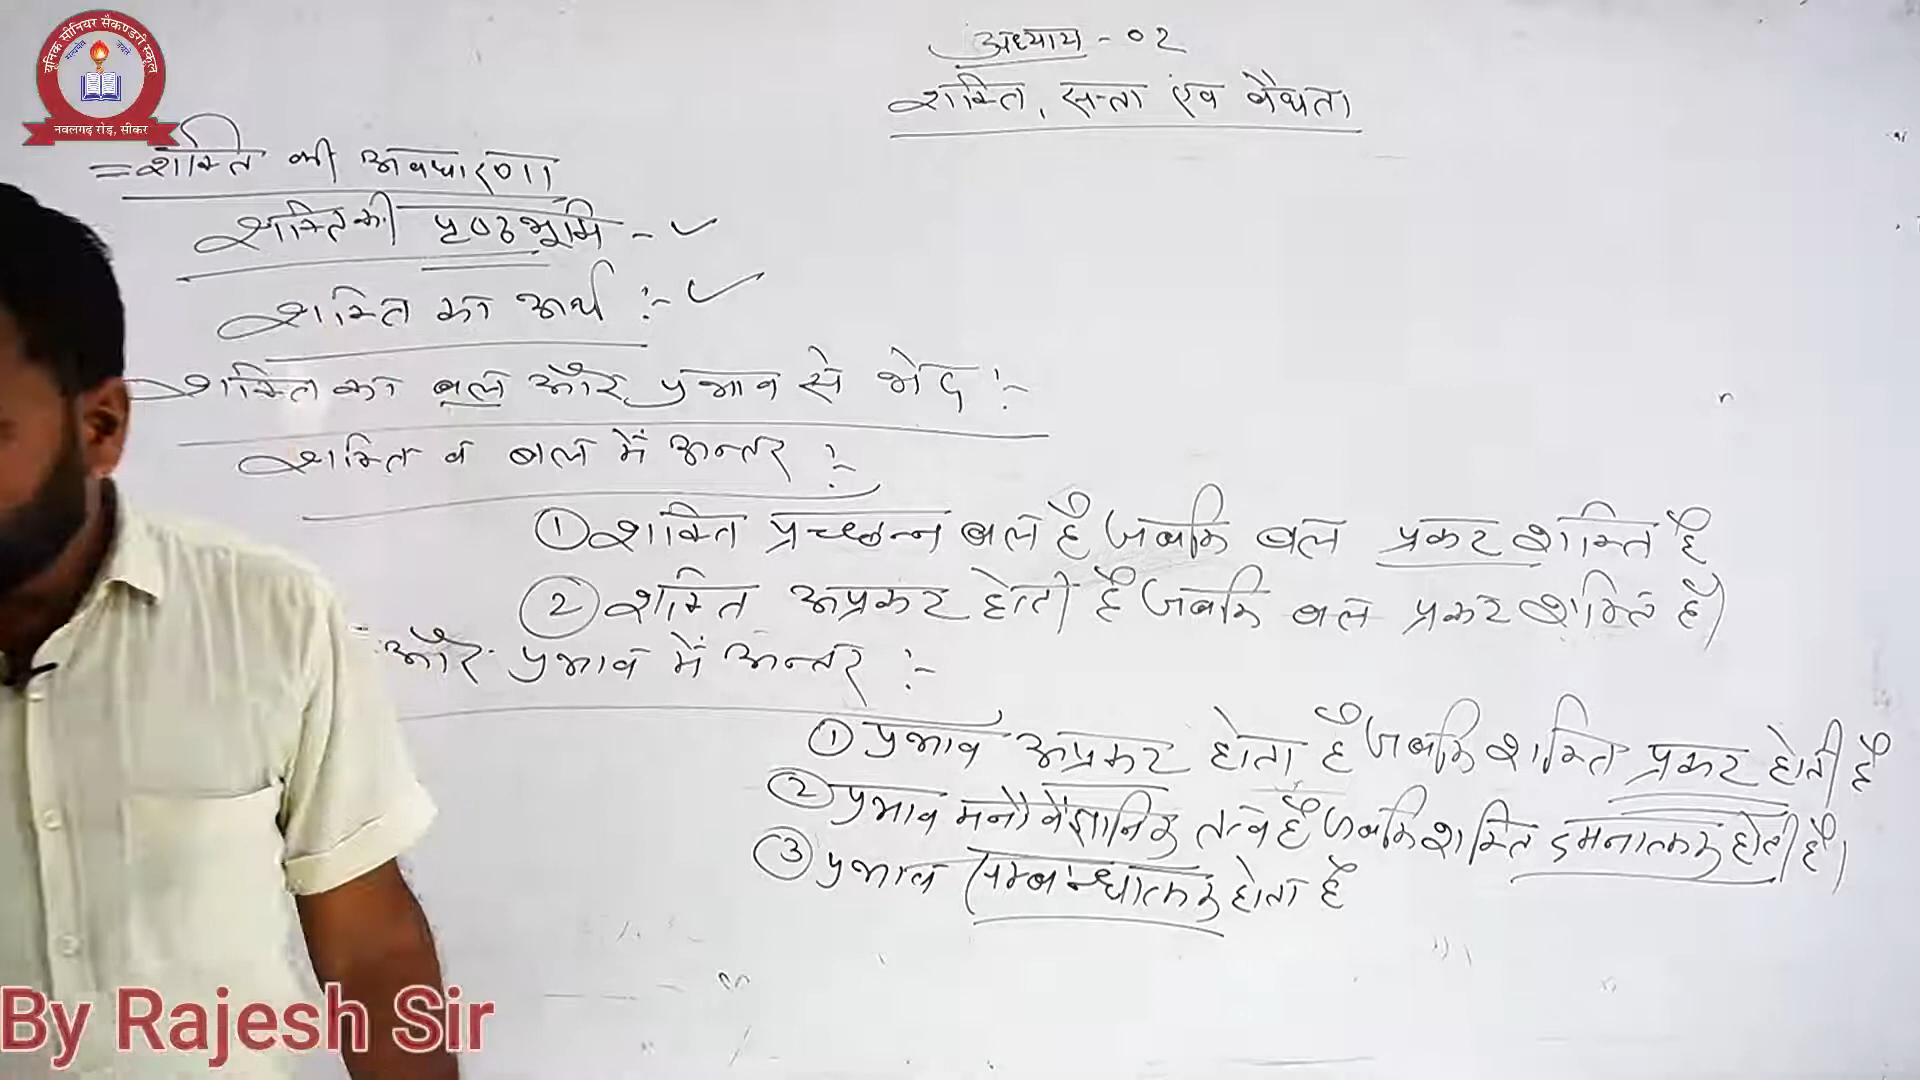 यूनिक सीनियर सैकण्डरी स्कूल
नवलगढ़ रोड़, सीकर
अध्याय - 02
शक्ति, सत्ता एंव वैधता
= शक्ति की अवधारणा
शक्ति की पृष्ठभूमि -
शक्ति का अर्थ :-
शक्ति का बल और प्रभाव से भेद :-
शक्ति व बल में अन्तर :-
① शक्ति प्रच्छन्न बल है जबकि बल प्रकट शक्ति है
② शक्ति अप्रकट होती है जबकि बल प्रकट शक्ति है।
और प्रभाव में अन्तर :-
① प्रभाव अप्रकट होता है जबकि शक्ति प्रकट होती है
② प्रभाव मनोवैज्ञानिक तत्व है जबकि शक्ति दमनात्मक होती है।
③ प्रभाव सम्बन्धात्मक होता है
By Rajesh Sir